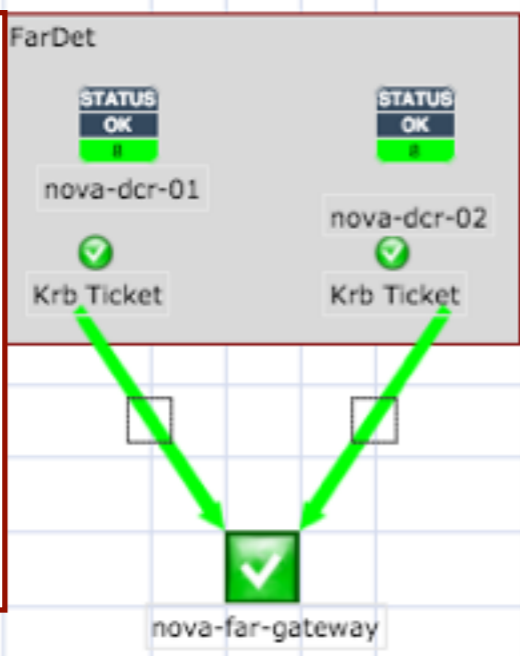 FarDet
STATUS STATUS
OK OK
nova-dcr-01
nova-dcr-02
Krb Ticket Krb Ticket
nova-far-gateway